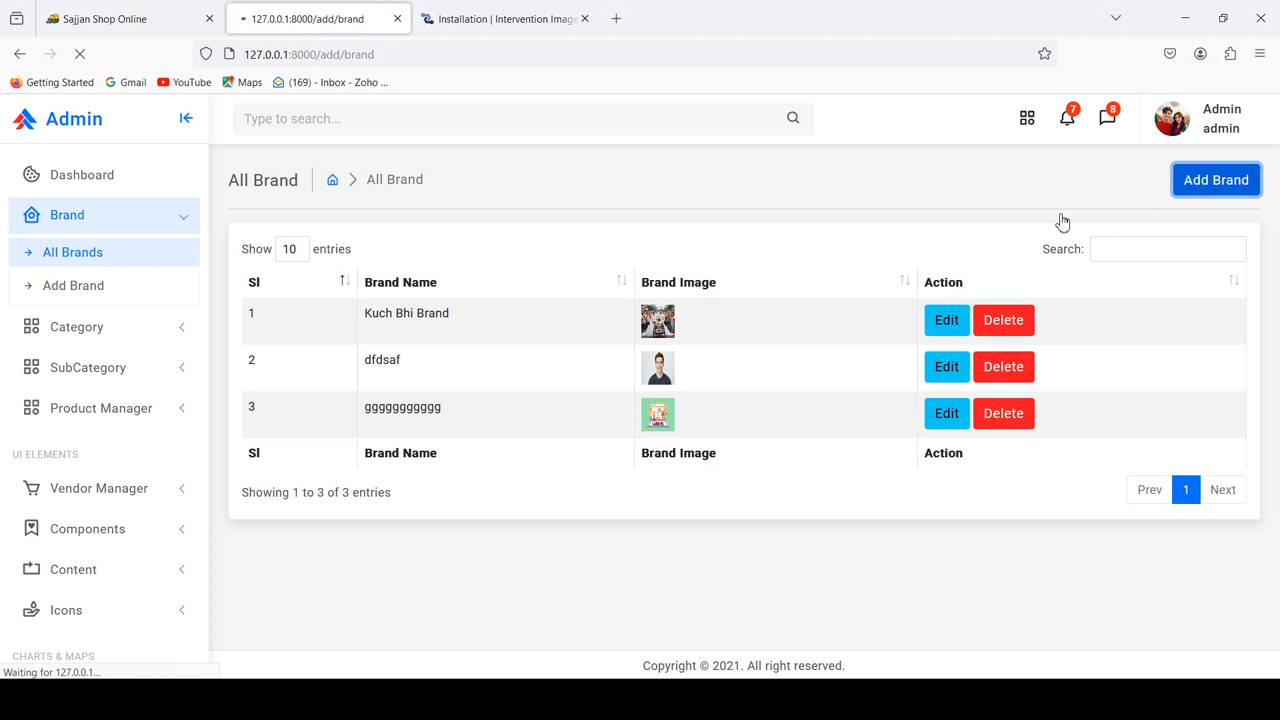 Sajjan Shop Online
127.0.0.1:8000/add/brand
Installation | Intervention Image
127.0.0.1:8000/add/brand
Getting Started
Gmail
YouTube
Maps
(169) - Inbox - Zoho ...
Admin
Type to search...
7
8
Admin
admin
Dashboard
Brand
All Brands
Add Brand
Category
SubCategory
Product Manager
UI ELEMENTS
Vendor Manager
Components
Content
Icons
CHARTS & MAPS
Waiting for 127.0.0.1...
All Brand
All Brand
Add Brand
Show 10 entries
Search:
Sl Brand Name Brand Image Action
1 Kuch Bhi Brand Edit Delete
2 dfdsaf Edit Delete
3 ggggggggggg Edit Delete
Sl Brand Name Brand Image Action
Showing 1 to 3 of 3 entries
Prev 1 Next
Copyright © 2021. All right reserved.